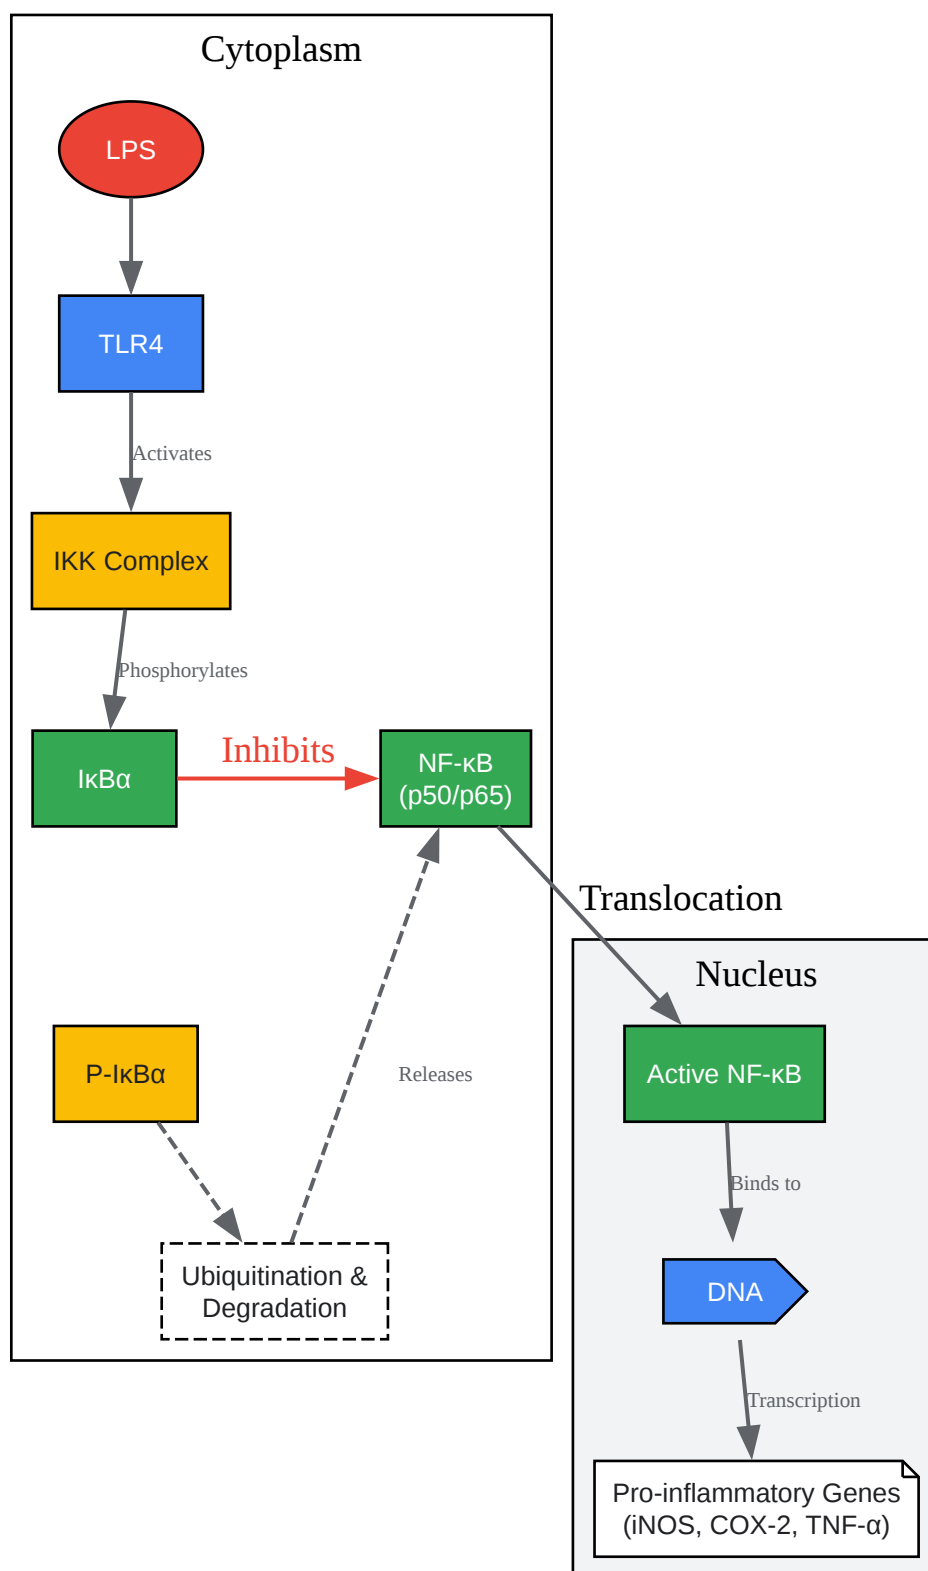 Cytoplasm
LPS
TLR4
Activates
IKK Complex
Phosphorylates
IκBα
Inhibits
NF-κB
(p50/p65)
Translocation
Nucleus
P-IκBα
Releases
Active NF-κB
Binds to
Ubiquitination &
Degradation
DNA
Transcription
Pro-inflammatory Genes
(iNOS, COX-2, TNF-α)